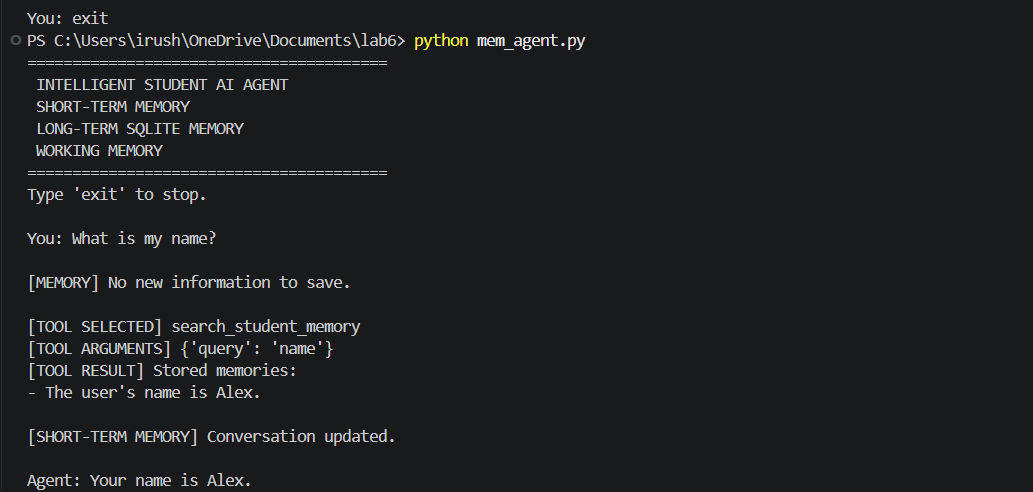 You: exit
PS C:\Users\irush\OneDrive\Documents\lab6> python mem_agent.py
========================================
INTELLIGENT STUDENT AI AGENT
SHORT-TERM MEMORY
LONG-TERM SQLITE MEMORY
WORKING MEMORY
========================================
Type 'exit' to stop.
You: What is my name?
[MEMORY] No new information to save.
[TOOL SELECTED] search_student_memory
[TOOL ARGUMENTS] {'query': 'name'}
[TOOL RESULT] Stored memories:
- The user's name is Alex.
[SHORT-TERM MEMORY] Conversation updated.
Agent: Your name is Alex.